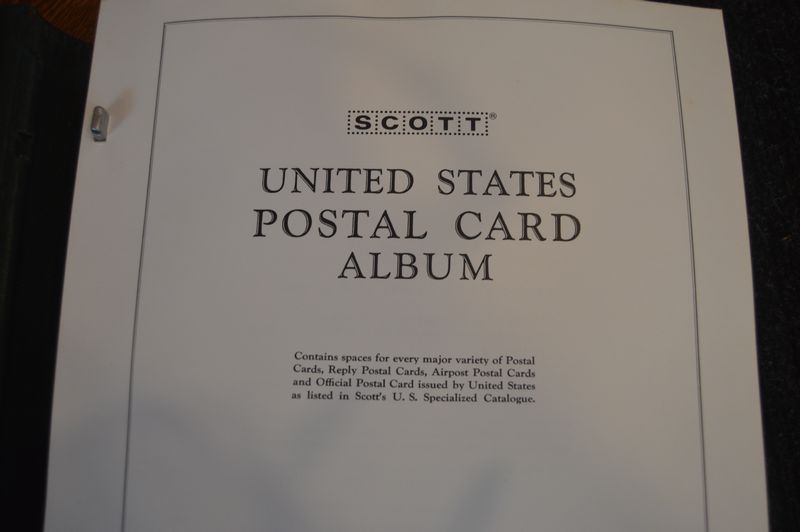 SCOTT®
UNITED STATES
POSTAL CARD
ALBUM
Contains spaces for every major variety of Postal
Cards, Reply Postal Cards, Airpost Postal Cards
and Official Postal Card issued by United States
as listed in Scott's U. S. Specialized Catalogue.